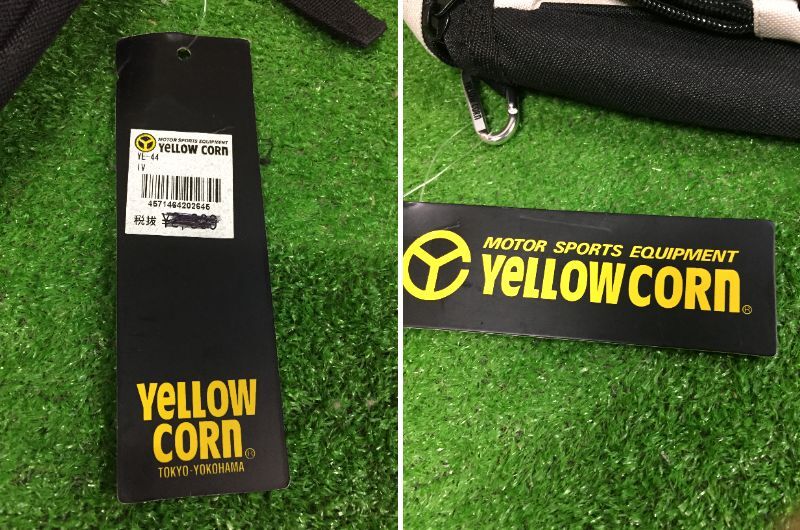 MOTOR SPORTS EQUIPMENT
YELLOW CORN
YE-44
IV
4571464202646
税抜
YELLOW
CORN®
TOKYO-YOKOHAMA
MOTOR SPORTS EQUIPMENT
YELLOW CORN®